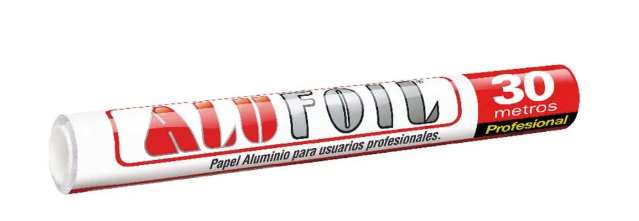 ALUFOIL
Papel Aluminio para usuarios profesionales.
30
metros
Profesional